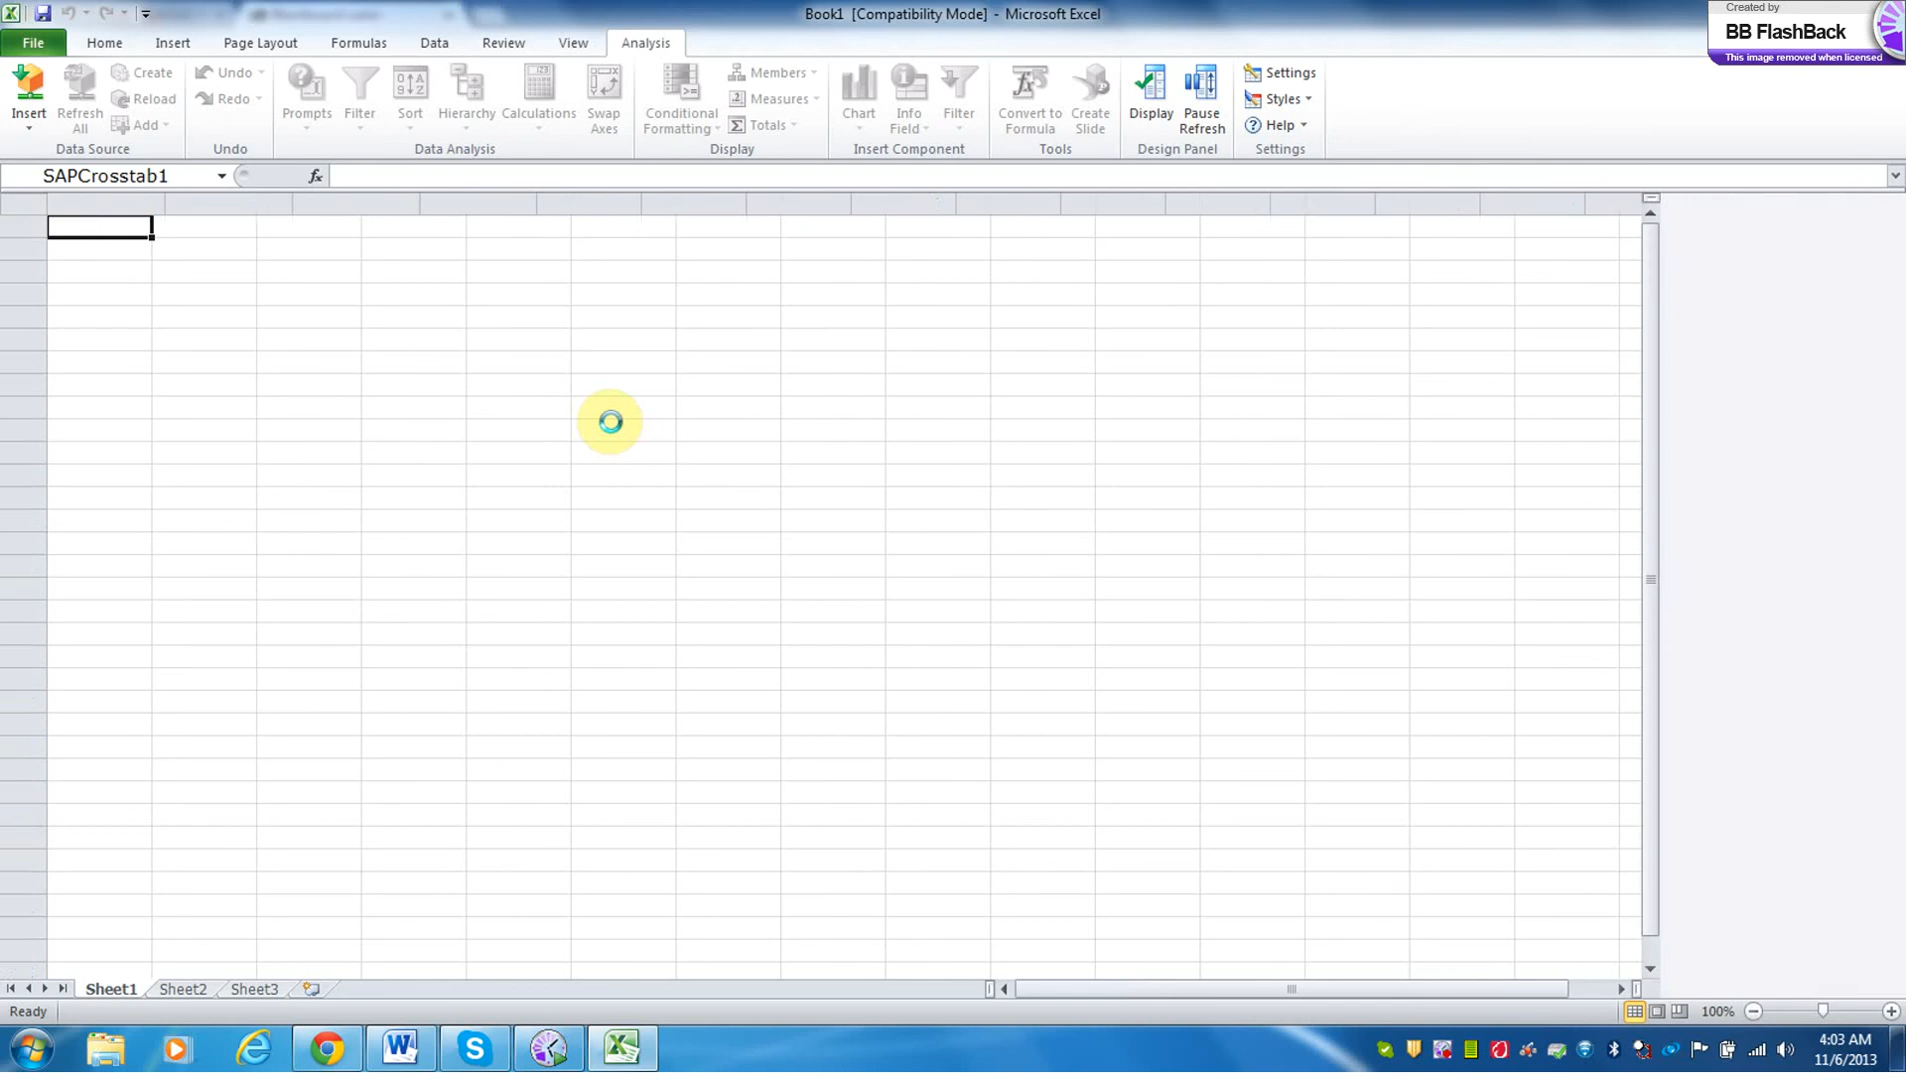 Book1 [Compatibility Mode] - Microsoft Excel
Created by
BB FlashBack
This image removed when licensed
File Home Insert Page Layout Formulas Data Review View Analysis
Insert
Refresh All
Create
Reload
Add
Data Source
Undo
Redo
Undo
Prompts Filter Sort Hierarchy Calculations Swap Axes
Data Analysis
Conditional Formatting
Members
Measures
Totals
Display
Chart Info Field Filter
Insert Component
Convert to Formula
Create Slide
Tools
Display Pause Refresh
Design Panel
Settings
Styles
Help
Settings
SAPCrosstab1
fx
Sheet1 Sheet2 Sheet3
Ready
100%
4:03 AM
11/6/2013